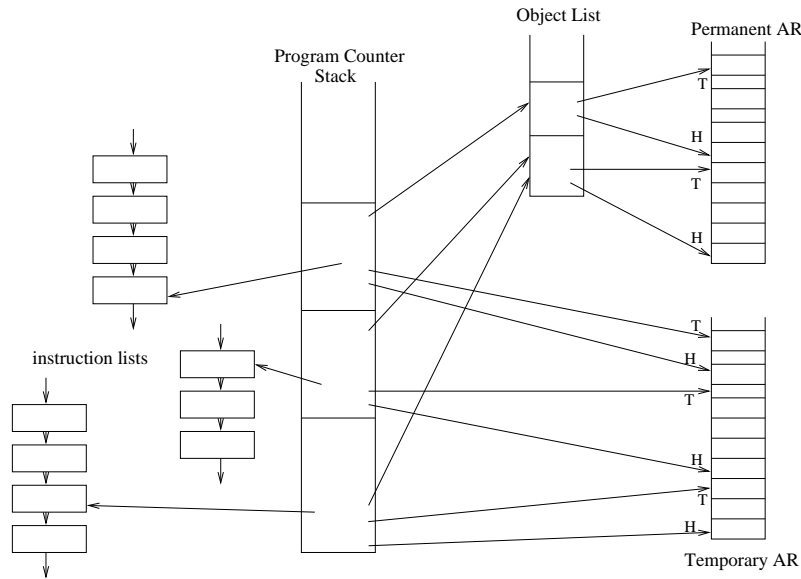 Object List
Permanent AR
Program Counter
Stack
T
H
T
H
instruction lists
T
H
T
H
T
H
Temporary AR